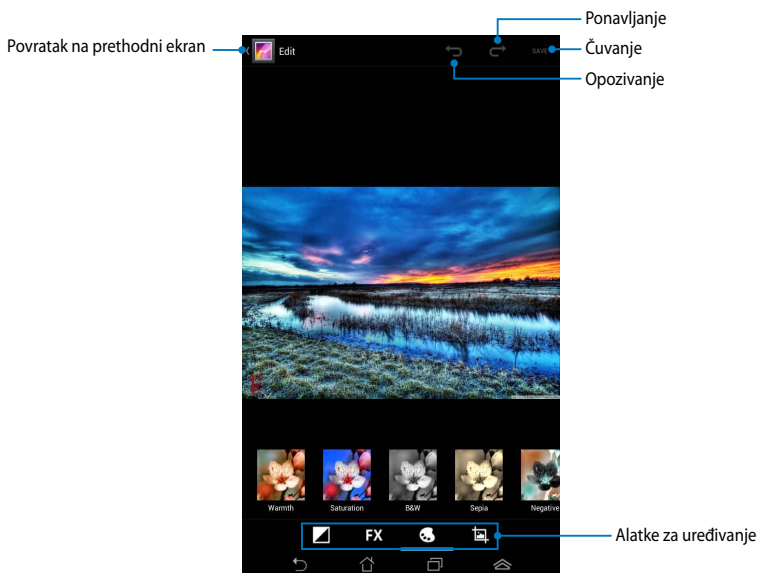 Ponavljanje
Povratak na prethodni ekran
Edit
SAVE
Čuvanje
Opozivanje
Warmth
Saturation
B&W
Sepia
Negative
FX
Alatke za uređivanje